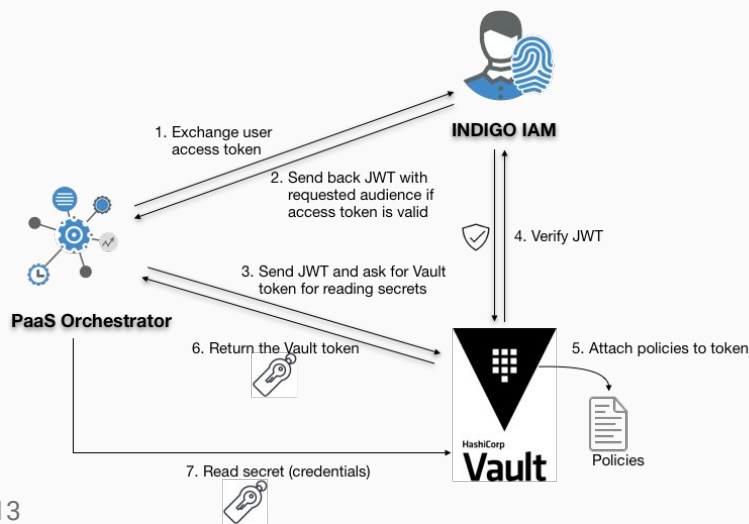 INDIGO IAM
1. Exchange user
access token
2. Send back JWT with
requested audience if
access token is valid
4. Verify JWT
3. Send JWT and ask for Vault
token for reading secrets
PaaS Orchestrator
6. Return the Vault token
5. Attach policies to token
HashiCorp
Vault
Policies
7. Read secret (credentials)
13